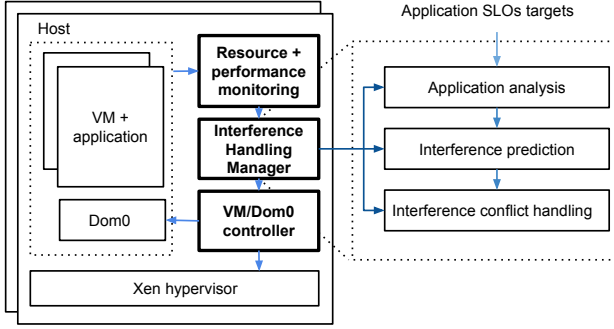 Host
VM +
application
Dom0
Resource +
performance
monitoring
Interference
Handling
Manager
VM/Dom0
controller
Xen hypervisor
Application SLOs targets
Application analysis
Interference prediction
Interference conflict handling